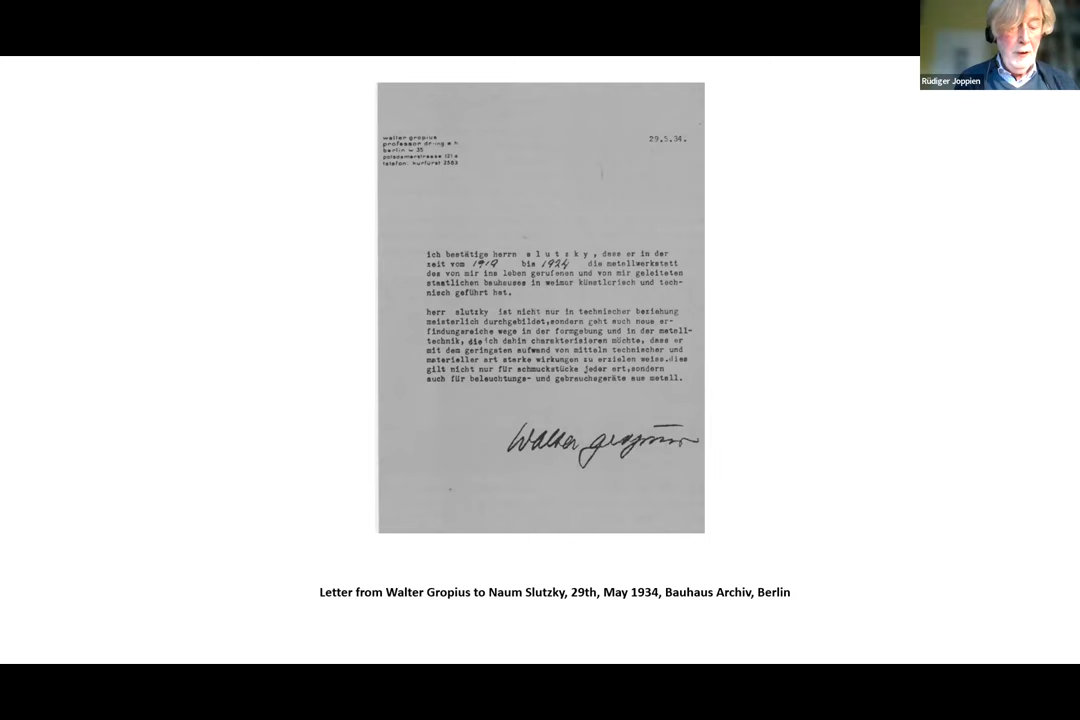 Rüdiger Joppien
walter gropius
professor dr-ing e h
berlin w 35
potsdamerstrasse 121a
telefon: kurfürst 2583
29.5.34.
ich bestätige herrn s l u t z k y , dass er in der
zeit vom 1919 bis 1924 die metallwerkstatt
des von mir ins leben gerufenen und von mir geleiteten
staatlichen bauhauses in weimar künstlerisch und tech-
nisch geführt hat.
herr slutzky ist nicht nur in technischer beziehung
meisterlich durchgebildet,sondern geht auch neue er-
findungsreiche wege in der formgebung und in der metall-
technik, die ich dahin charakterisieren möchte, dass er
mit dem geringsten aufwand von mitteln technischer und
materieller art starke wirkungen zu erzielen weiss.dies
gilt nicht nur für schmuckstücke jeder art,sondern
auch für beleuchtungs- und gebrauchsgeräte aus metall.
Walter Gropius
Letter from Walter Gropius to Naum Slutzky, 29th, May 1934, Bauhaus Archiv, Berlin